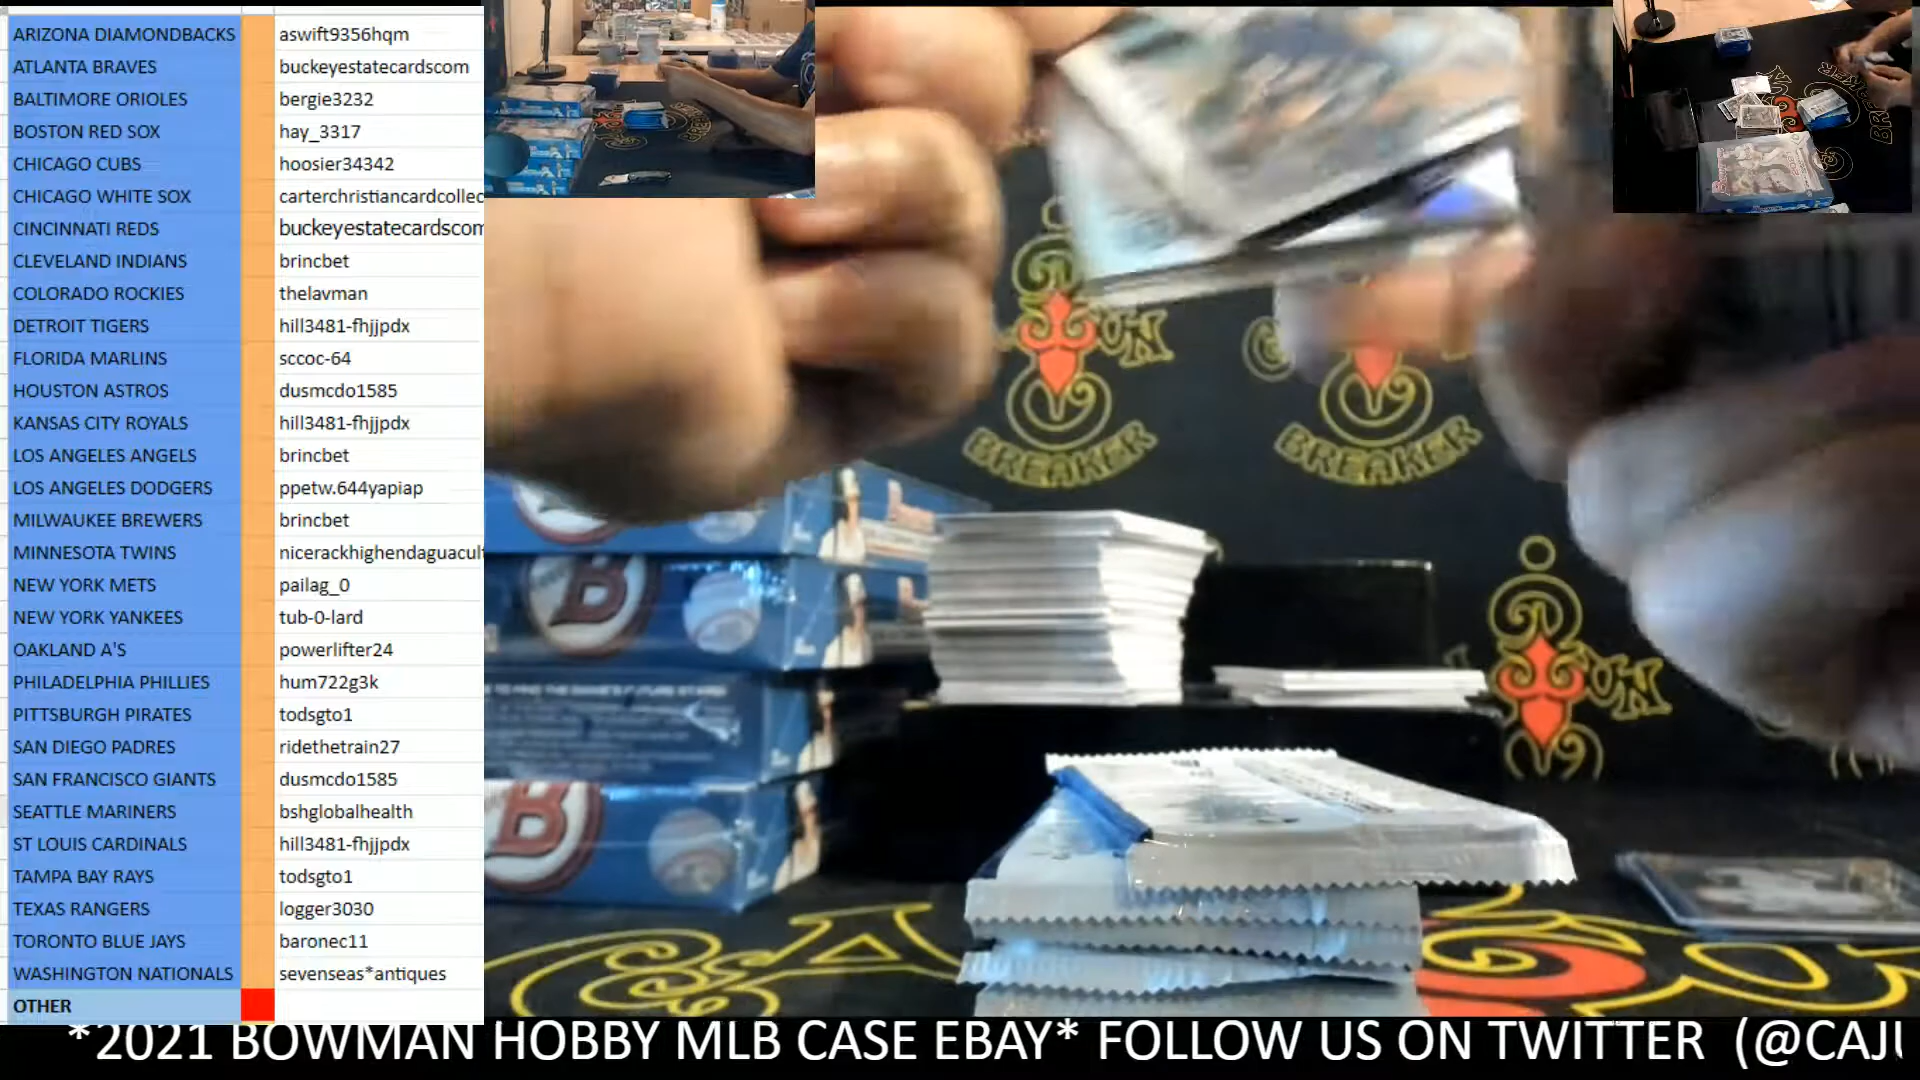 ARIZONA DIAMONDBACKS aswift9356hqm
ATLANTA BRAVES buckeyestatecardscom
BALTIMORE ORIOLES bergie3232
BOSTON RED SOX hay_3317
CHICAGO CUBS hoosier34342
CHICAGO WHITE SOX carterchristiancardcollec
CINCINNATI REDS buckeyestatecardscom
CLEVELAND INDIANS brincbet
COLORADO ROCKIES thelavman
DETROIT TIGERS hill3481-fhjjpdx
FLORIDA MARLINS sccoc-64
HOUSTON ASTROS dusmcdo1585
KANSAS CITY ROYALS hill3481-fhjjpdx
LOS ANGELES ANGELS brincbet
LOS ANGELES DODGERS ppetw.644yapiap
MILWAUKEE BREWERS brincbet
MINNESOTA TWINS nicerackhighendaguacult
NEW YORK METS pailag_0
NEW YORK YANKEES tub-0-lard
OAKLAND A'S powerlifter24
PHILADELPHIA PHILLIES hum722g3k
PITTSBURGH PIRATES todsgto1
SAN DIEGO PADRES ridethetrain27
SAN FRANCISCO GIANTS dusmcdo1585
SEATTLE MARINERS bshglobalhealth
ST LOUIS CARDINALS hill3481-fhjjpdx
TAMPA BAY RAYS todsgto1
TEXAS RANGERS logger3030
TORONTO BLUE JAYS baronec11
WASHINGTON NATIONALS sevenseas*antiques
OTHER
BREAKER
BREAKER
BREAKER
B
B
UN
UN
*2021 BOWMAN HOBBY MLB CASE EBAY* FOLLOW US ON TWITTER (@CAJU